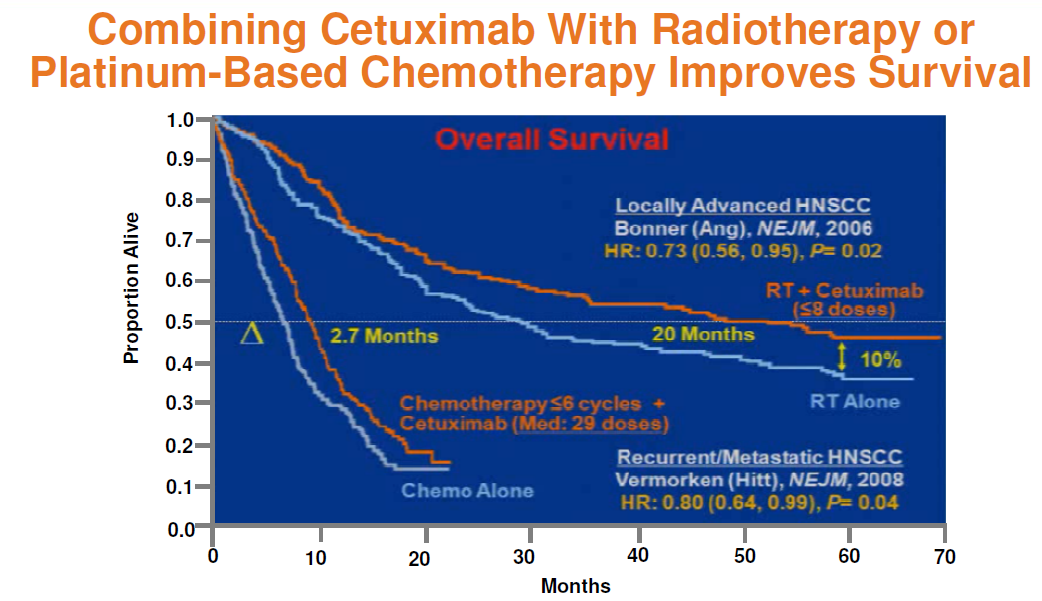 Combining Cetuximab With Radiotherapy or
Platinum-Based Chemotherapy Improves Survival
Overall Survival
Proportion Alive
1.0
0.9
0.8
0.7
0.6
0.5
0.4
0.3
0.2
0.1
0.0
Locally Advanced HNSCC
Bonner (Ang), NEJM, 2006
HR: 0.73 (0.56, 0.95), P= 0.02
RT + Cetuximab
(≤8 doses)
Δ
2.7 Months
20 Months
10%
RT Alone
Chemotherapy ≤6 cycles +
Cetuximab (Med: 29 doses)
Chemo Alone
Recurrent/Metastatic HNSCC
Vermorken (Hitt), NEJM, 2008
HR: 0.80 (0.64, 0.99), P= 0.04
0 10 20 30 40 50 60 70
Months